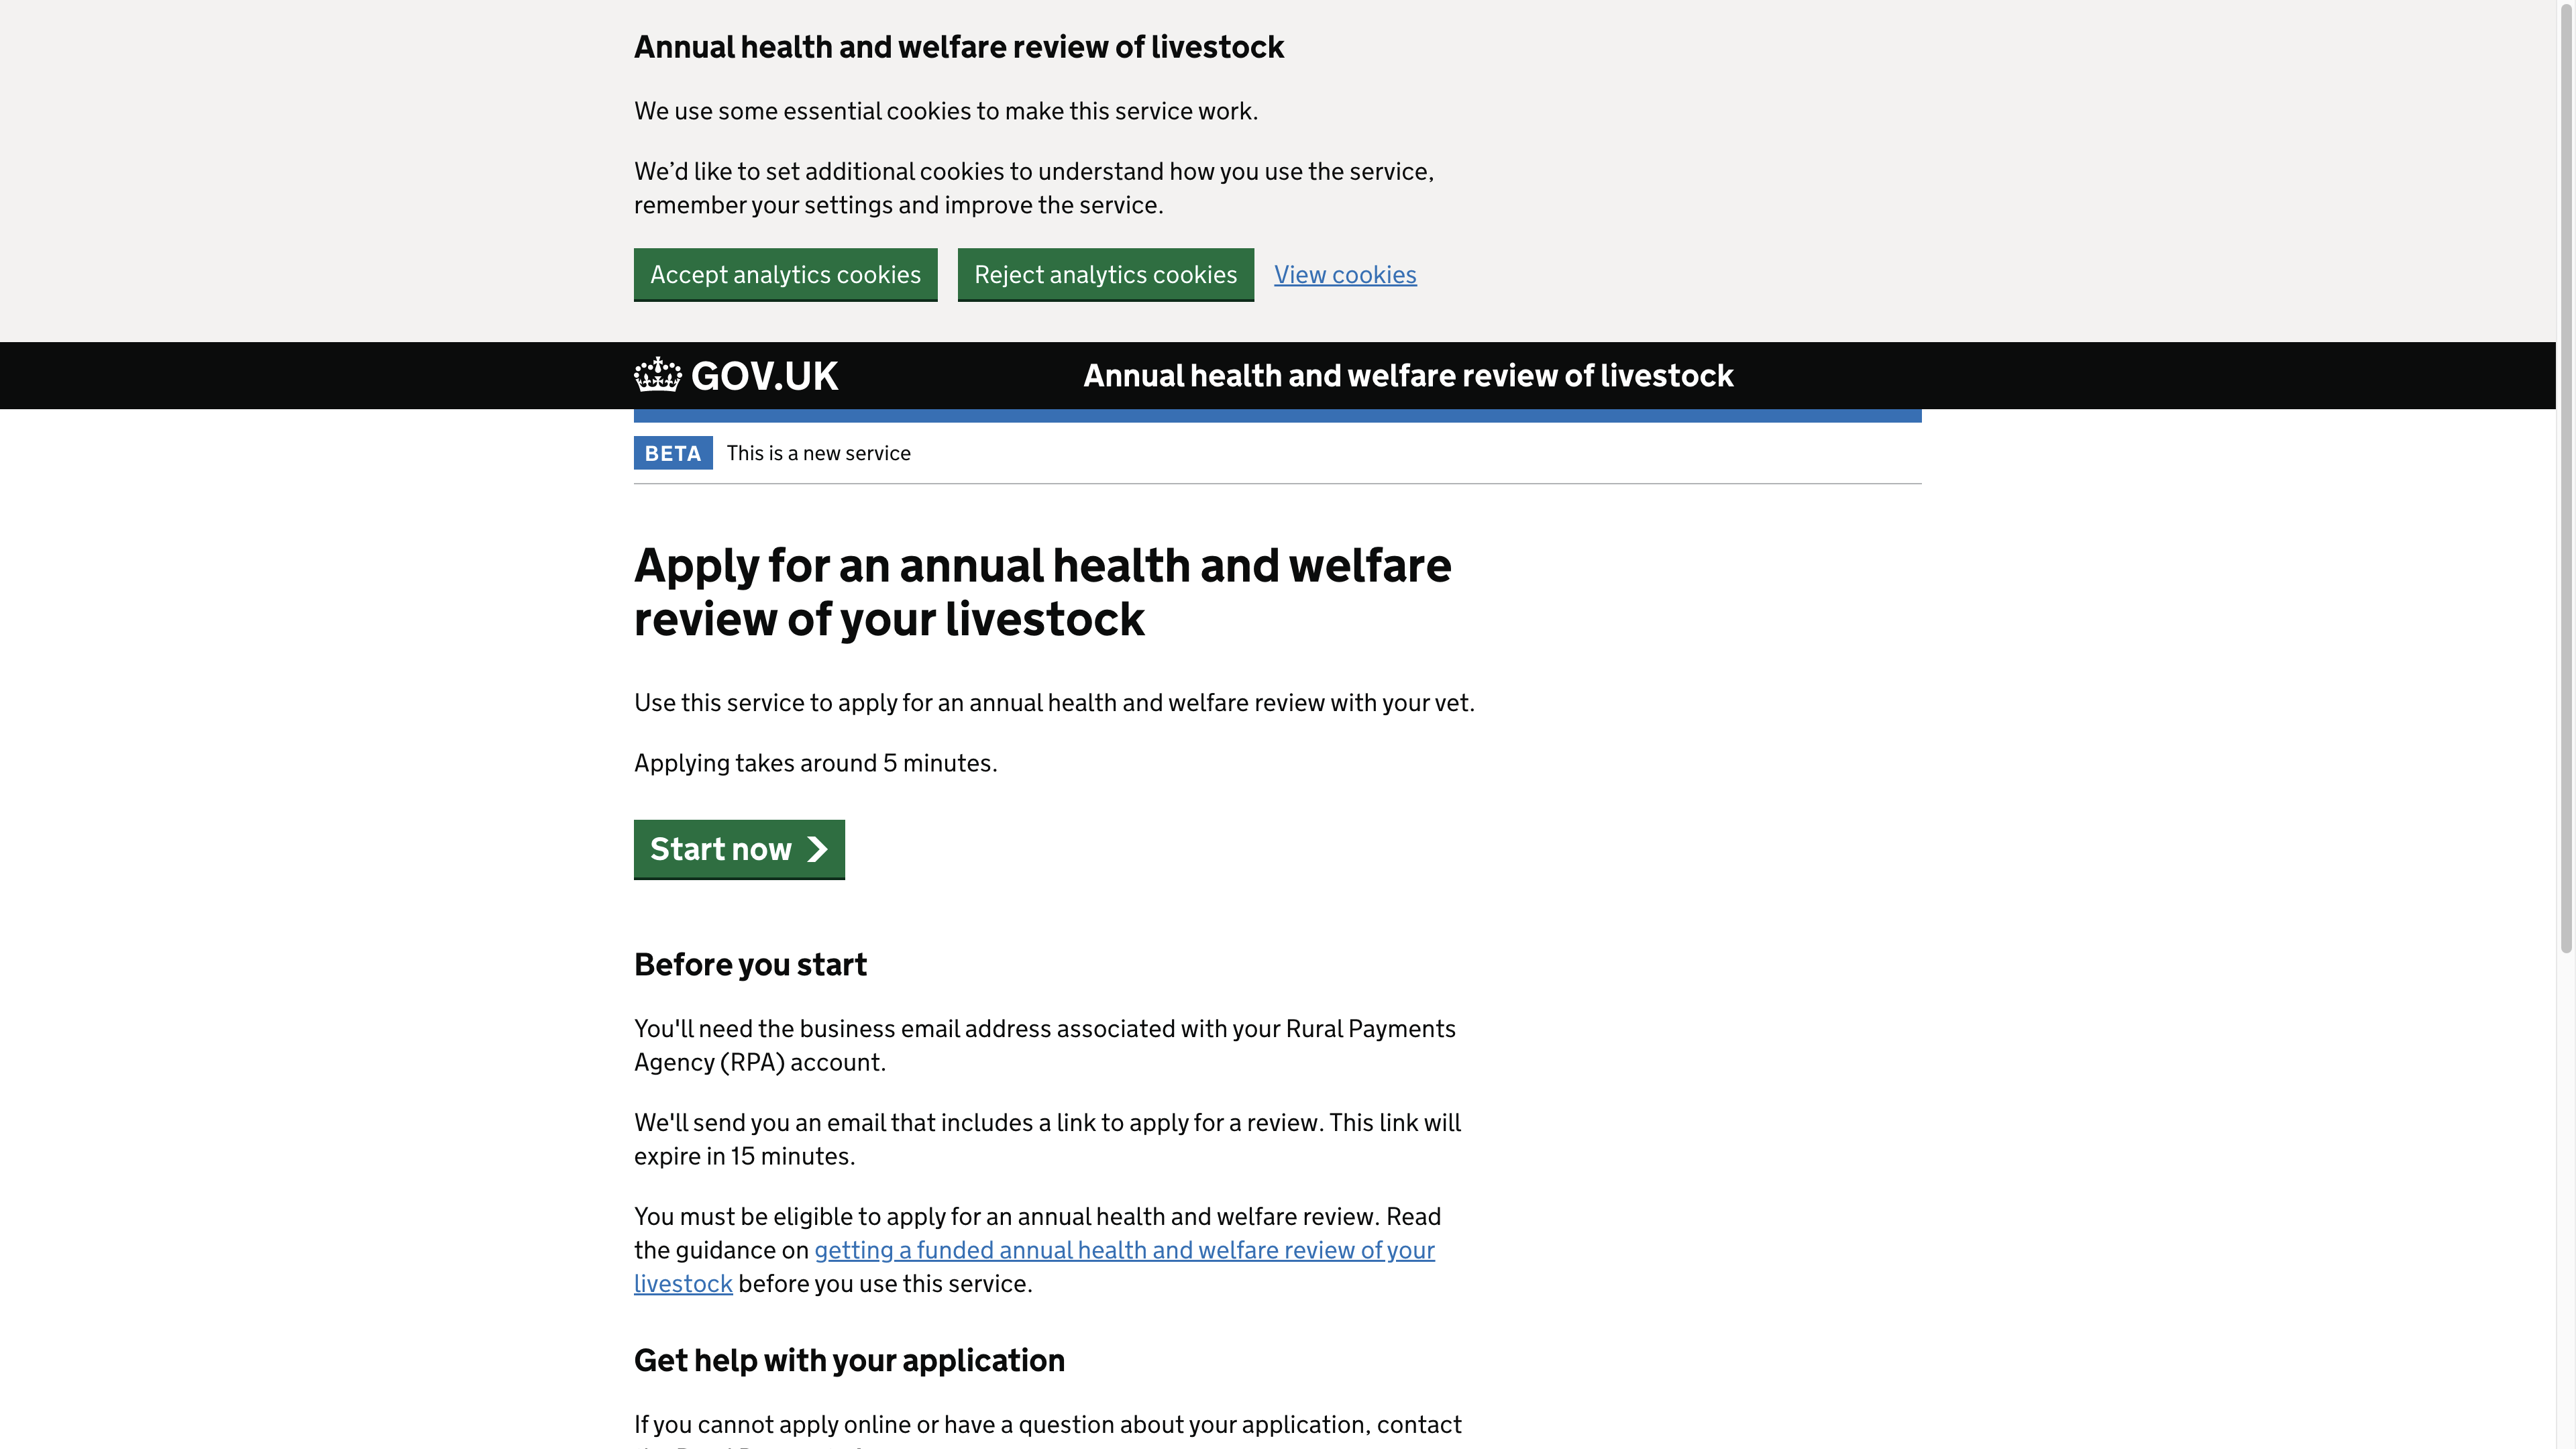 Annual health and welfare review of livestock
We use some essential cookies to make this service work.
We’d like to set additional cookies to understand how you use the service,
remember your settings and improve the service.
Accept analytics cookies
Reject analytics cookies
View cookies
GOV.UK
Annual health and welfare review of livestock
BETA
This is a new service
Apply for an annual health and welfare
review of your livestock
Use this service to apply for an annual health and welfare review with your vet.
Applying takes around 5 minutes.
Start now
Before you start
You'll need the business email address associated with your Rural Payments
Agency (RPA) account.
We'll send you an email that includes a link to apply for a review. This link will
expire in 15 minutes.
You must be eligible to apply for an annual health and welfare review. Read
the guidance on getting a funded annual health and welfare review of your
livestock before you use this service.
Get help with your application
If you cannot apply online or have a question about your application, contact